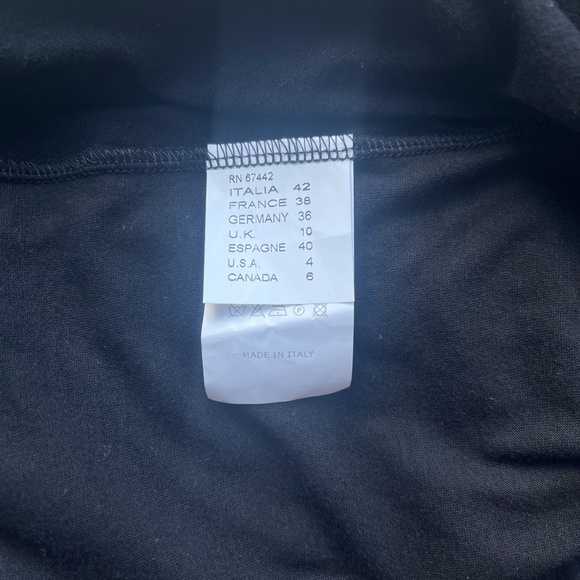 RN 67442
ITALIA 42
FRANCE 38
GERMANY 36
U.K. 10
ESPAGNE 40
U.S.A. 4
CANADA 6
MADE IN ITALY